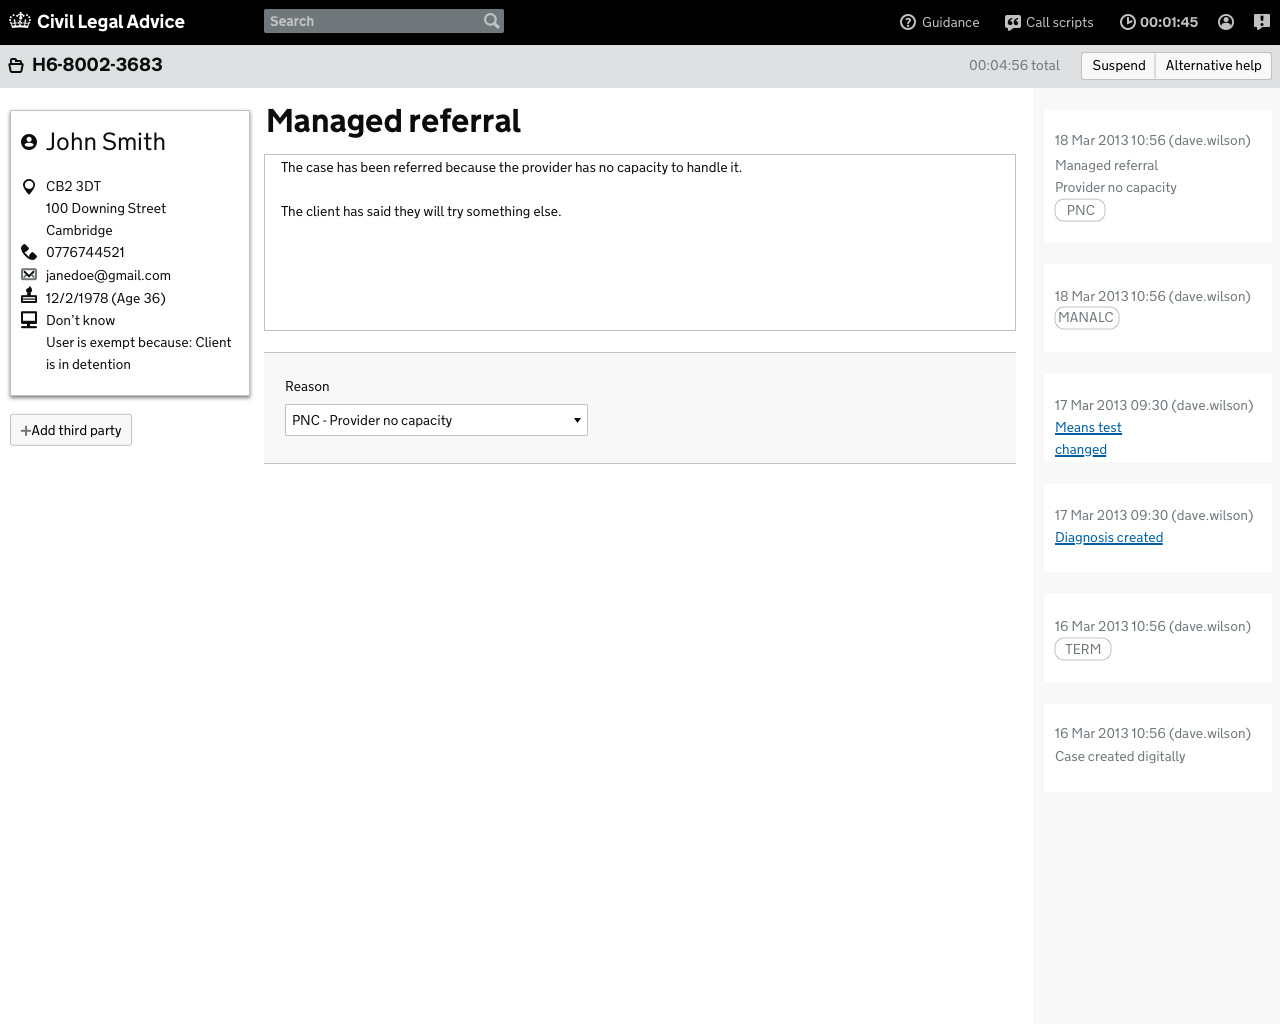 Civil Legal Advice
Search
Guidance
Call scripts
00:01:45
H6-8002-3683
00:04:56 total
Suspend
Alternative help
John Smith
CB2 3DT
100 Downing Street
Cambridge
0776744521
janedoe@gmail.com
12/2/1978 (Age 36)
Don't know
User is exempt because: Client
is in detention
+Add third party
Managed referral
The case has been referred because the provider has no capacity to handle it.
The client has said they will try something else.
Reason
PNC - Provider no capacity
18 Mar 2013 10:56 (dave.wilson)
Managed referral
Provider no capacity
PNC
18 Mar 2013 10:56 (dave.wilson)
MANALC
17 Mar 2013 09:30 (dave.wilson)
Means test
changed
17 Mar 2013 09:30 (dave.wilson)
Diagnosis created
16 Mar 2013 10:56 (dave.wilson)
TERM
16 Mar 2013 10:56 (dave.wilson)
Case created digitally